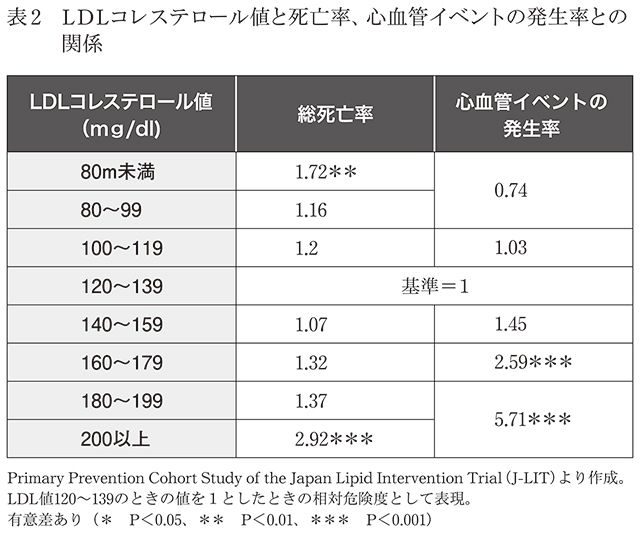 表2　LDLコレステロール値と死亡率、心血管イベントの発生率との
関係
LDLコレステロール値
（mg/dl)
総死亡率
心血管イベントの
発生率
80m未満
1.72＊＊
0.74
80〜99
1.16
100〜119
1.2
1.03
120〜139
基準＝1
140〜159
1.07
1.45
160〜179
1.32
2.59＊＊＊
180〜199
1.37
5.71＊＊＊
200以上
2.92＊＊＊
Primary Prevention Cohort Study of the Japan Lipid Intervention Trial（J-LIT）より作成。
LDL値120〜139のときの値を1としたときの相対危険度として表現。
有意差あり（＊　P＜0.05、＊＊　P＜0.01、＊＊＊　P＜0.001）